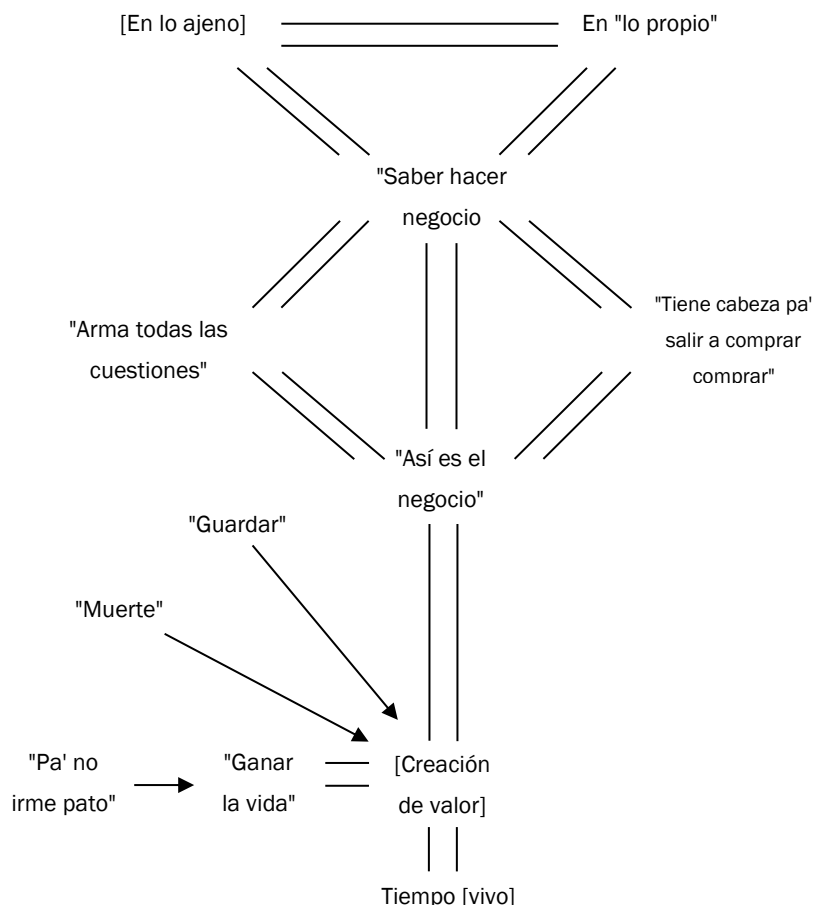 [En lo ajeno]
En "lo propio"
"Saber hacer
negocio
"Arma todas las
cuestiones"
"Tiene cabeza pa'
salir a comprar
comprar"
"Así es el
negocio"
"Guardar"
"Muerte"
"Pa' no
irme pato"
"Ganar
la vida"
[Creación
de valor]
Tiempo [vivo]